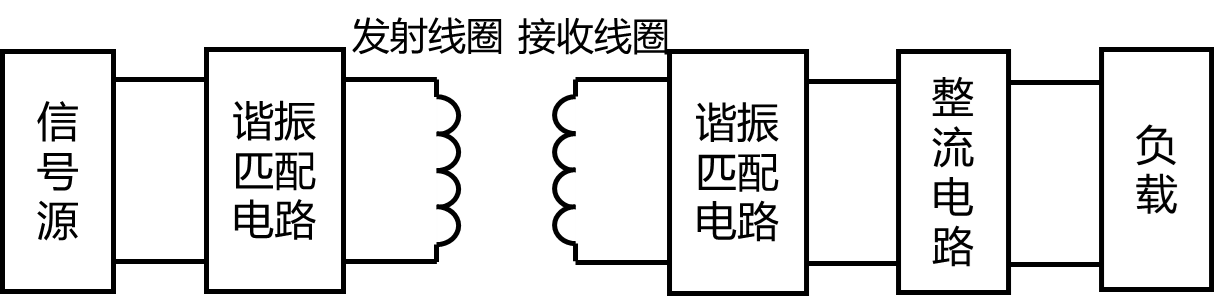 发射线圈
接收线圈
信
号
源
谐振
匹配
电路
谐振
匹配
电路
整
流
电
路
负
载